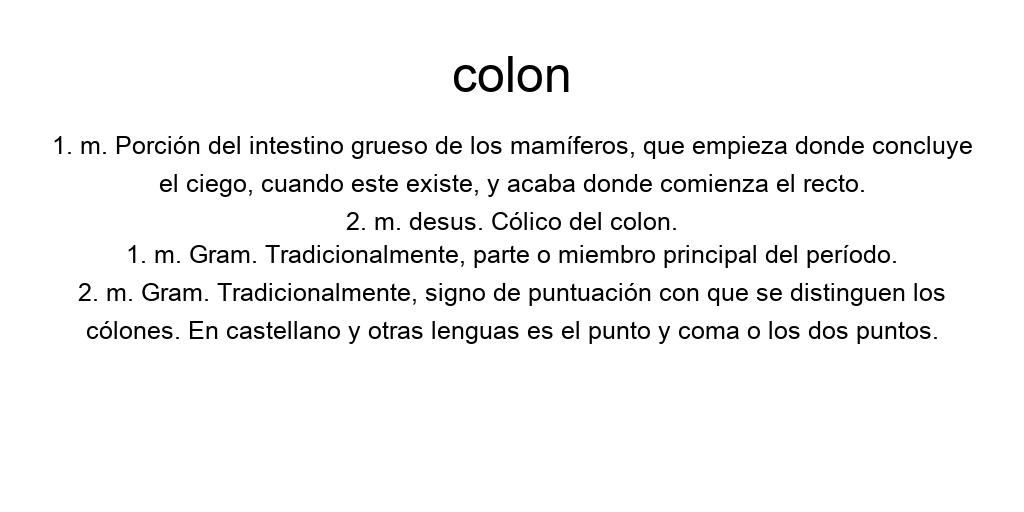 colon
1. m. Porción del intestino grueso de los mamíferos, que empieza donde concluye
el ciego, cuando este existe, y acaba donde comienza el recto.
2. m. desus. Cólico del colon.
1. m. Gram. Tradicionalmente, parte o miembro principal del período.
2. m. Gram. Tradicionalmente, signo de puntuación con que se distinguen los
cólones. En castellano y otras lenguas es el punto y coma o los dos puntos.